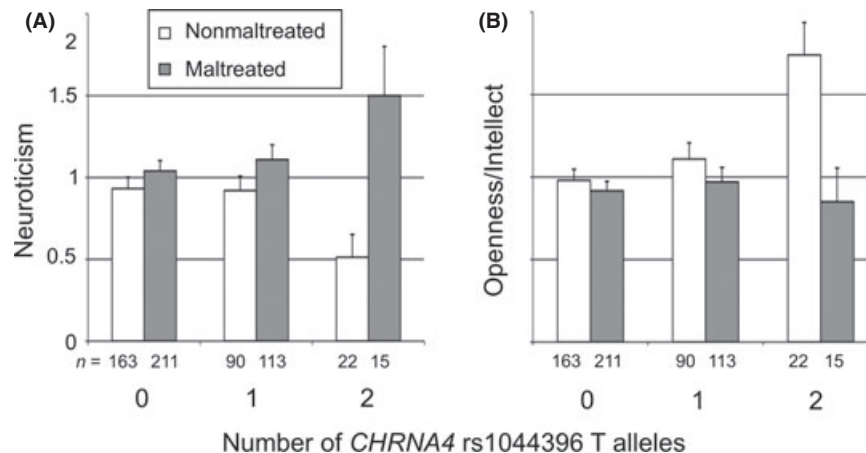 (A)
Nonmaltreated
Maltreated
Neuroticism
2
1.5
1
0.5
0
n = 163 211 90 113 22 15
0 1 2
(B)
Openness/Intellect
163 211 90 113 22 15
0 1 2
Number of CHRNA4 rs1044396 T alleles